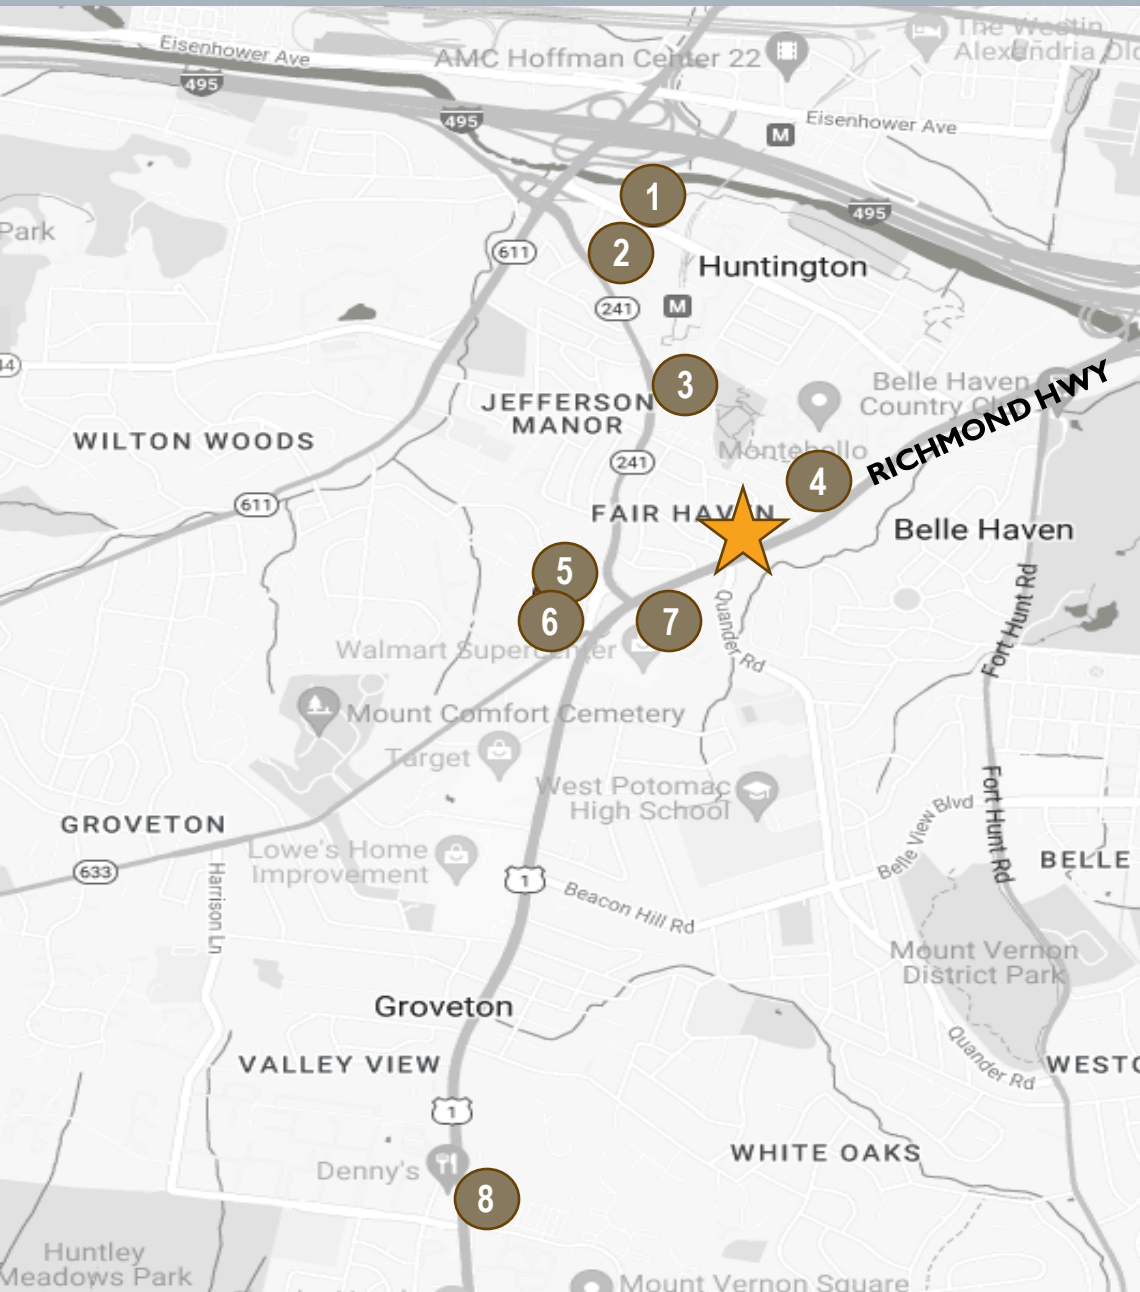 The Westin
Alexandria Old
Eisenhower Ave
AMC Hoffman Center 22
495
495
Eisenhower Ave
M
1
495
Park
611
2
Huntington
241
M
44
3
Belle Haven
Country Cl
RICHMOND HWY
JEFFERSON
MANOR
WILTON WOODS
Montebello
241
4
611
FAIR HAVEN
Belle Haven
5
6
7
Quander Rd
Fort Hunt Rd
Walmart Supercenter
Mount Comfort Cemetery
Target
West Potomac
High School
Fort Hunt Rd
Belle View Blvd
GROVETON
Lowe's Home
Improvement
BELLE
633
1
Harrison Ln
Beacon Hill Rd
Mount Vernon
District Park
Groveton
Quander Rd
VALLEY VIEW
WESTG
1
WHITE OAKS
Denny's
8
Huntley
Meadows Park
Mount Vernon Square